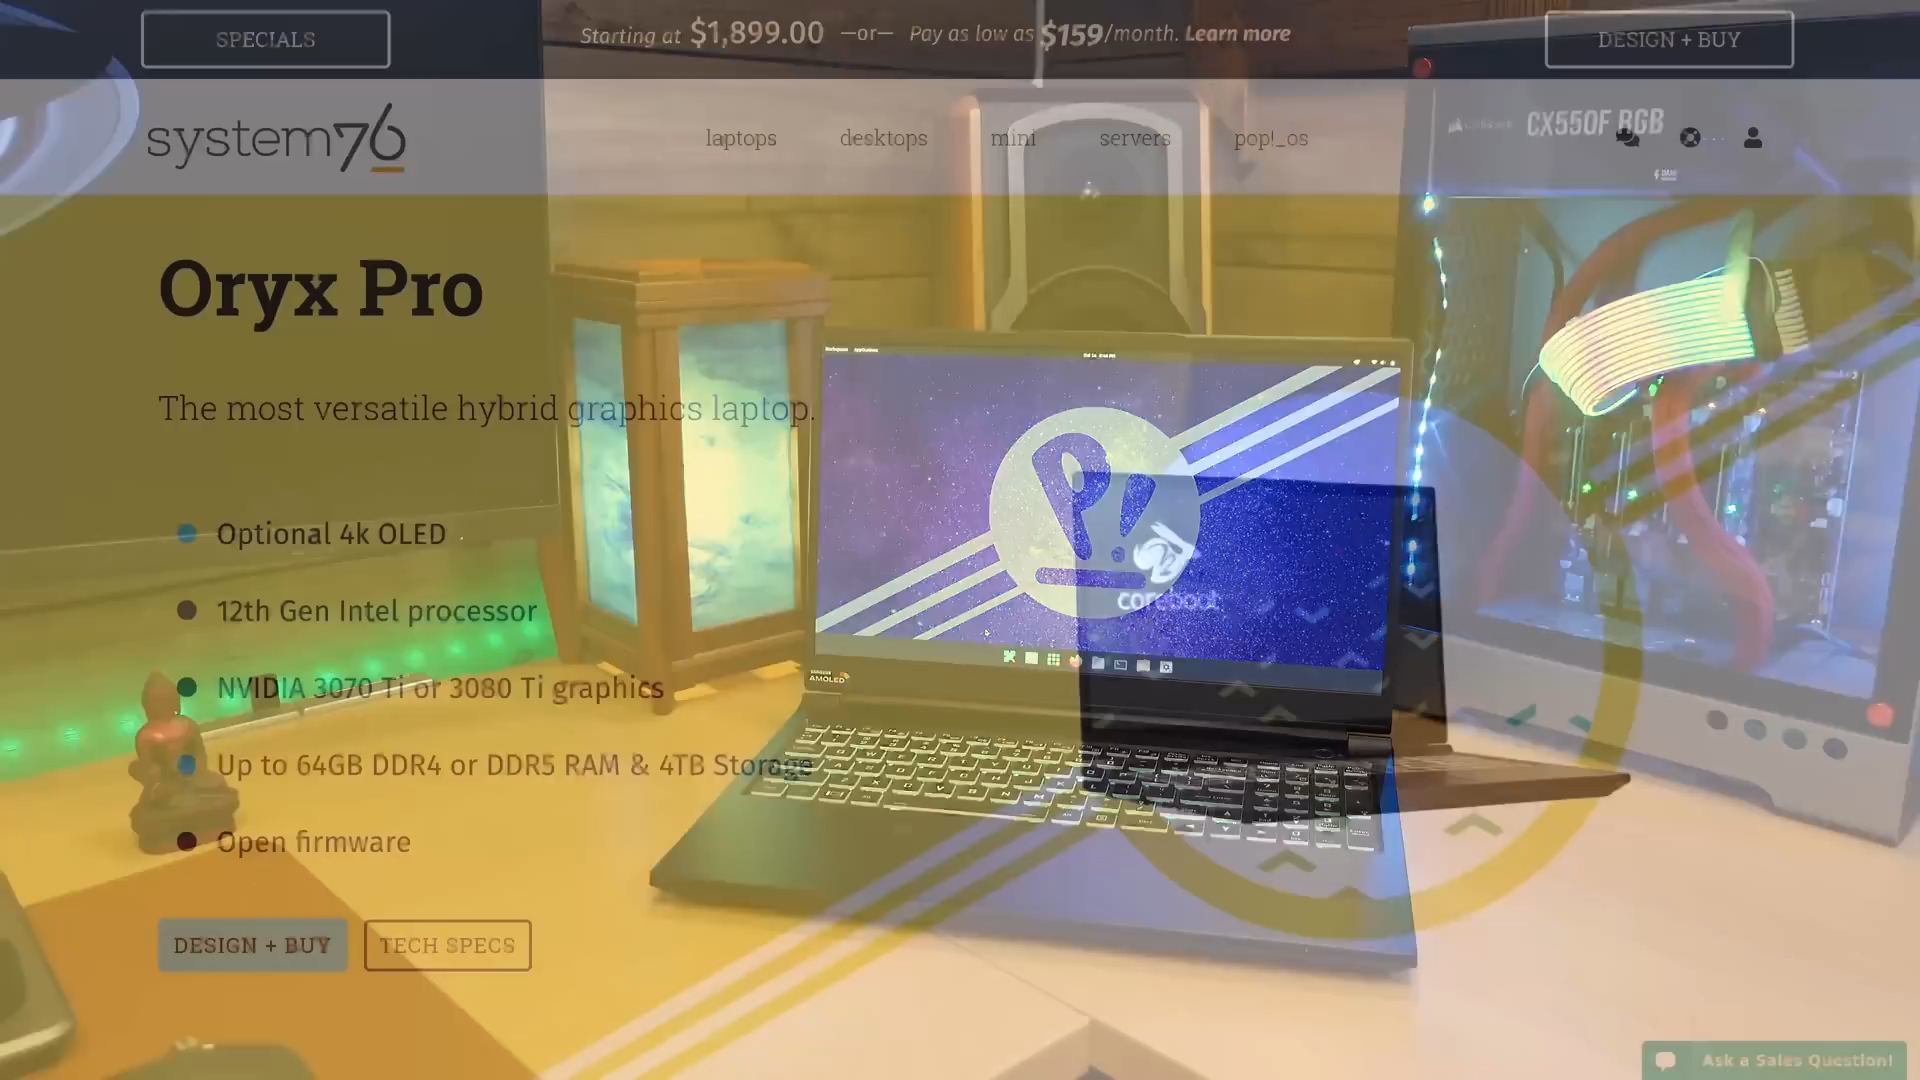 SPECIALS
Starting at $1,899.00 —or— Pay as low as $159/month. Learn more
DESIGN + BUY
system76
laptops
desktops
mini
servers
pop!_os
CX550F RGB
Oryx Pro
The most versatile hybrid graphics laptop.
Optional 4k OLED
12th Gen Intel processor
NVIDIA 3070 Ti or 3080 Ti graphics
Up to 64GB DDR4 or DDR5 RAM & 4TB Storage
Open firmware
DESIGN + BUY
TECH SPECS
P!
coreboot
AMOLED
Ask a Sales Question!